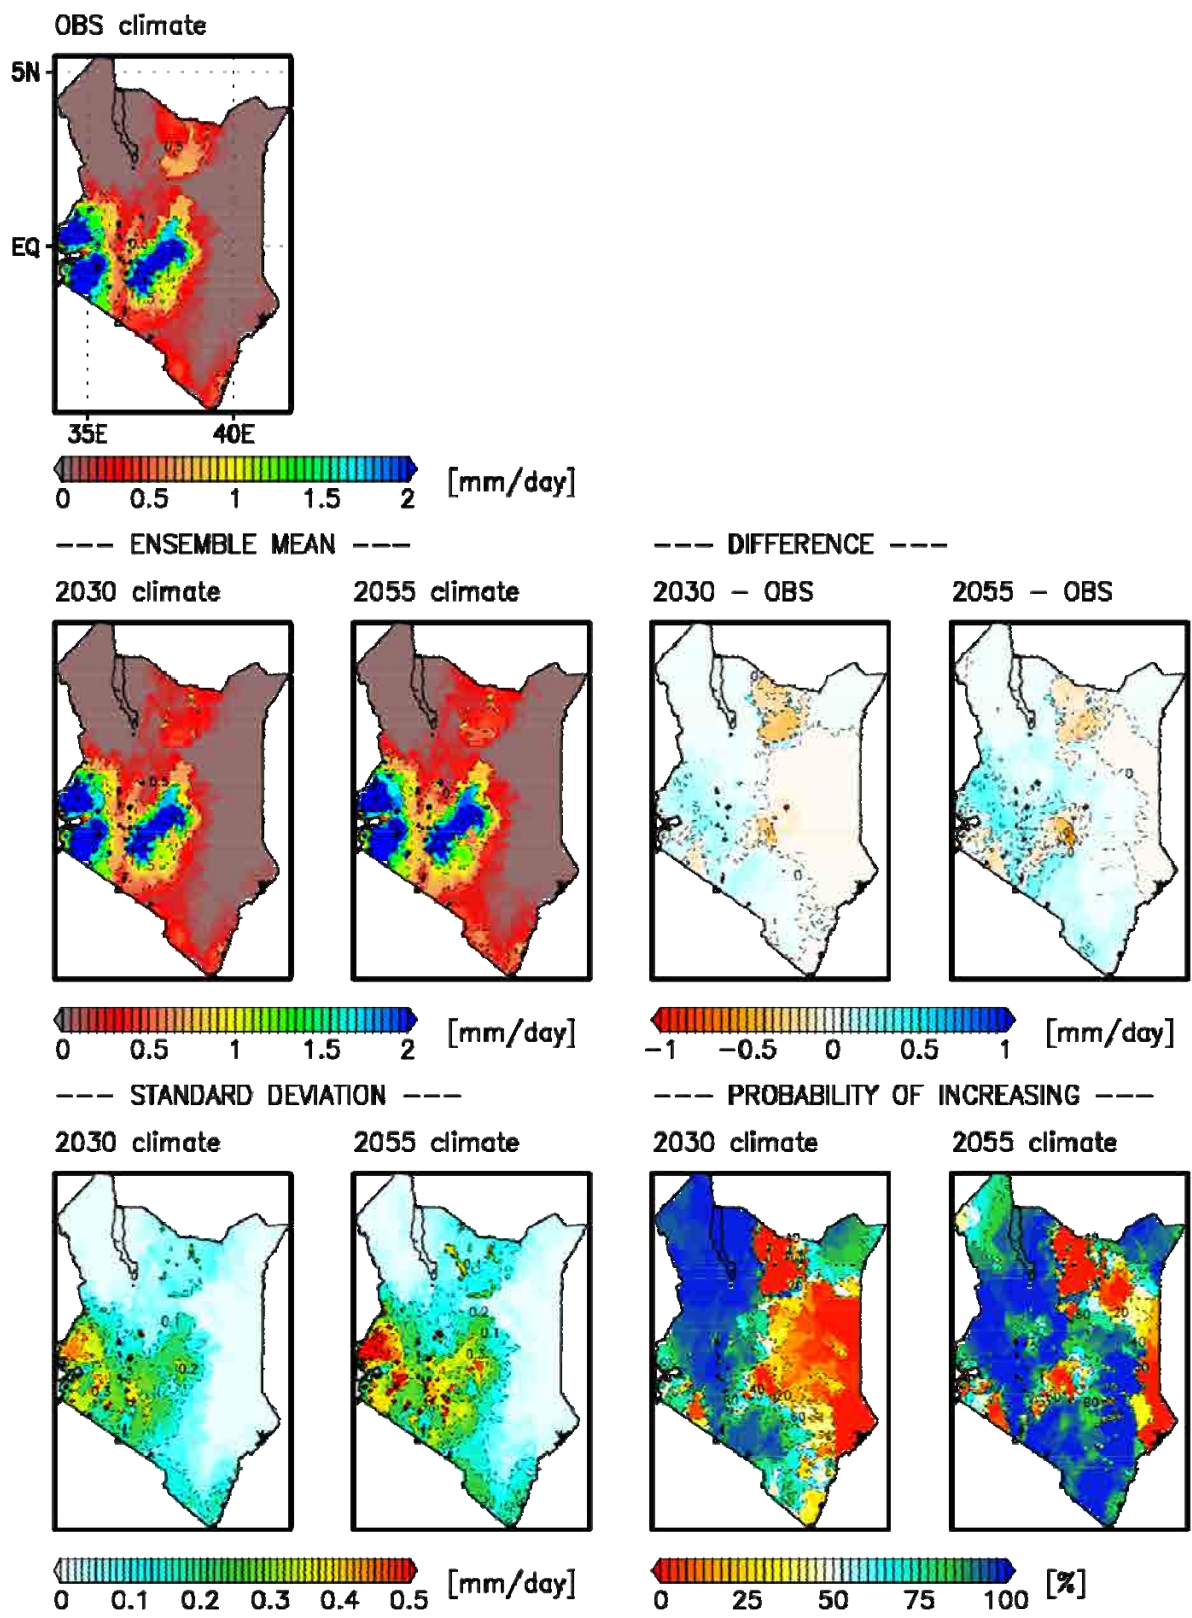 OBS climate
5N
EQ
35E 40E
0 0.5 1 1.5 2 [mm/day]
--- ENSEMBLE MEAN --- --- DIFFERENCE ---
2030 climate 2055 climate 2030 - OBS 2055 - OBS
0 0.5 1 1.5 2 [mm/day] -1 -0.5 0 0.5 1 [mm/day]
--- STANDARD DEVIATION --- --- PROBABILITY OF INCREASING ---
2030 climate 2055 climate 2030 climate 2055 climate
0 0.1 0.2 0.3 0.4 0.5 [mm/day] 0 25 50 75 100 [%]